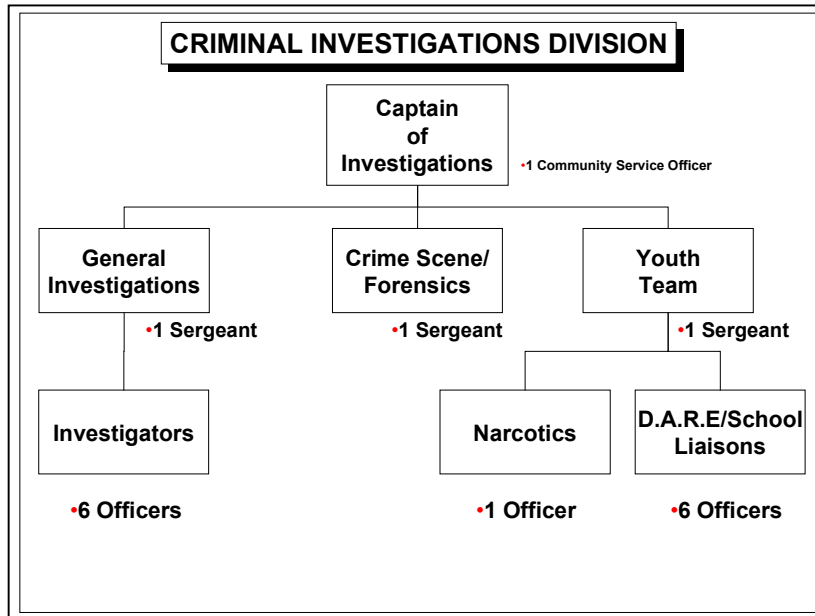 CRIMINAL INVESTIGATIONS DIVISION
Captain
of
Investigations
•1 Community Service Officer
General
Investigations
Crime Scene/
Forensics
Youth
Team
•1 Sergeant
•1 Sergeant
•1 Sergeant
Investigators
Narcotics
D.A.R.E/School
Liaisons
•6 Officers
•1 Officer
•6 Officers